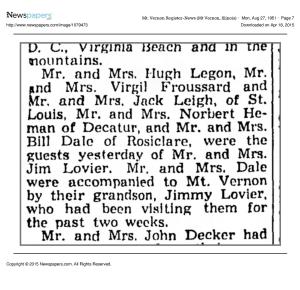 Newspapers
Mt. Vernon Register-News (Mt Vernon, Illinois) · Mon, Aug 27, 1951 · Page 7
http://www.newspapers.com/image/1079473
Downloaded on Apr 18, 2015
D. C., Virginia Beach and in the
mountains.
Mr. and Mrs. Hugh Legon, Mr.
and Mrs. Virgil Froussard and
Mr. and Mrs. Jack Leigh, of St.
Louis, Mr. and Mrs. Norbert He-
man of Decatur, and Mr. and Mrs.
Bill Dale of Rosiclare, were the
guests yesterday of Mr. and Mrs.
Jim Lovier. Mr. and Mrs. Dale
were accompanied to Mt. Vernon
by their grandson, Jimmy Lovier,
who had been visiting them for
the past two weeks.
Mr. and Mrs. John Decker had
Copyright © 2015 Newspapers.com. All Rights Reserved.